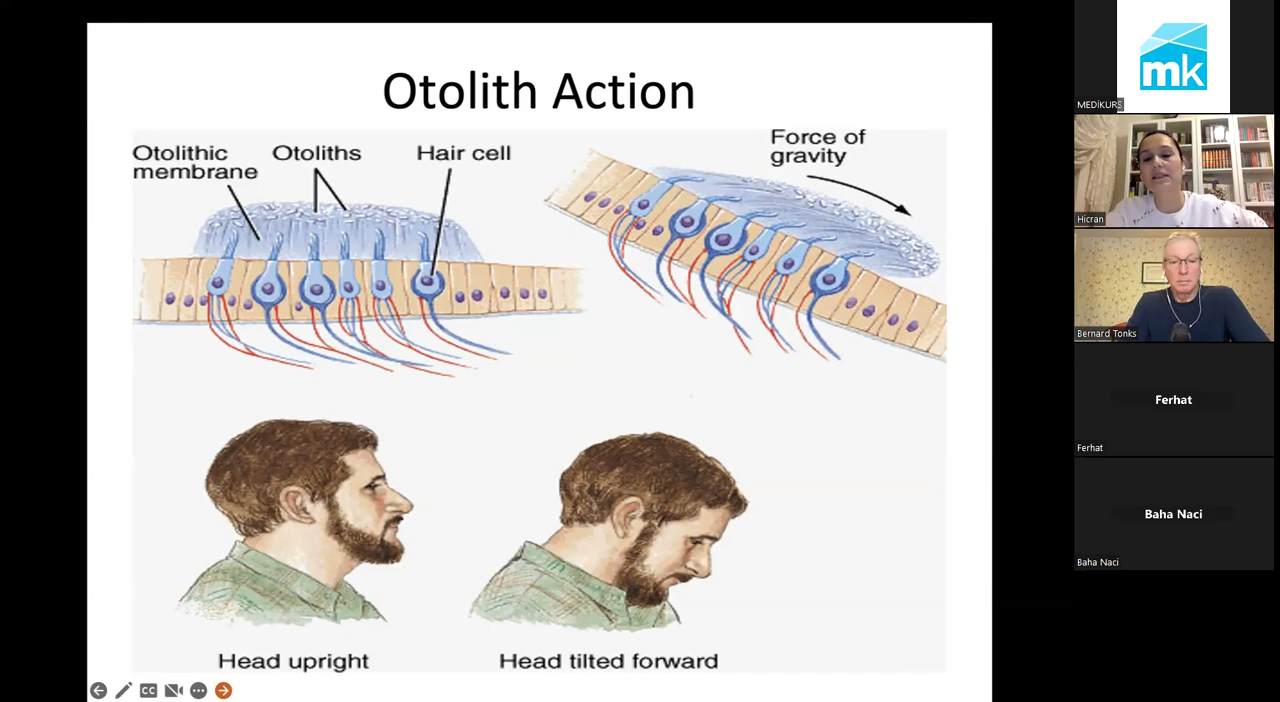 Otolith Action
Otolithic
membrane
Otoliths
Hair cell
Force of
gravity
Head upright
Head tilted forward
CC
mk
MEDİKURS
Hicran
Bernard Tonks
Ferhat
Ferhat
Baha Naci
Baha Naci